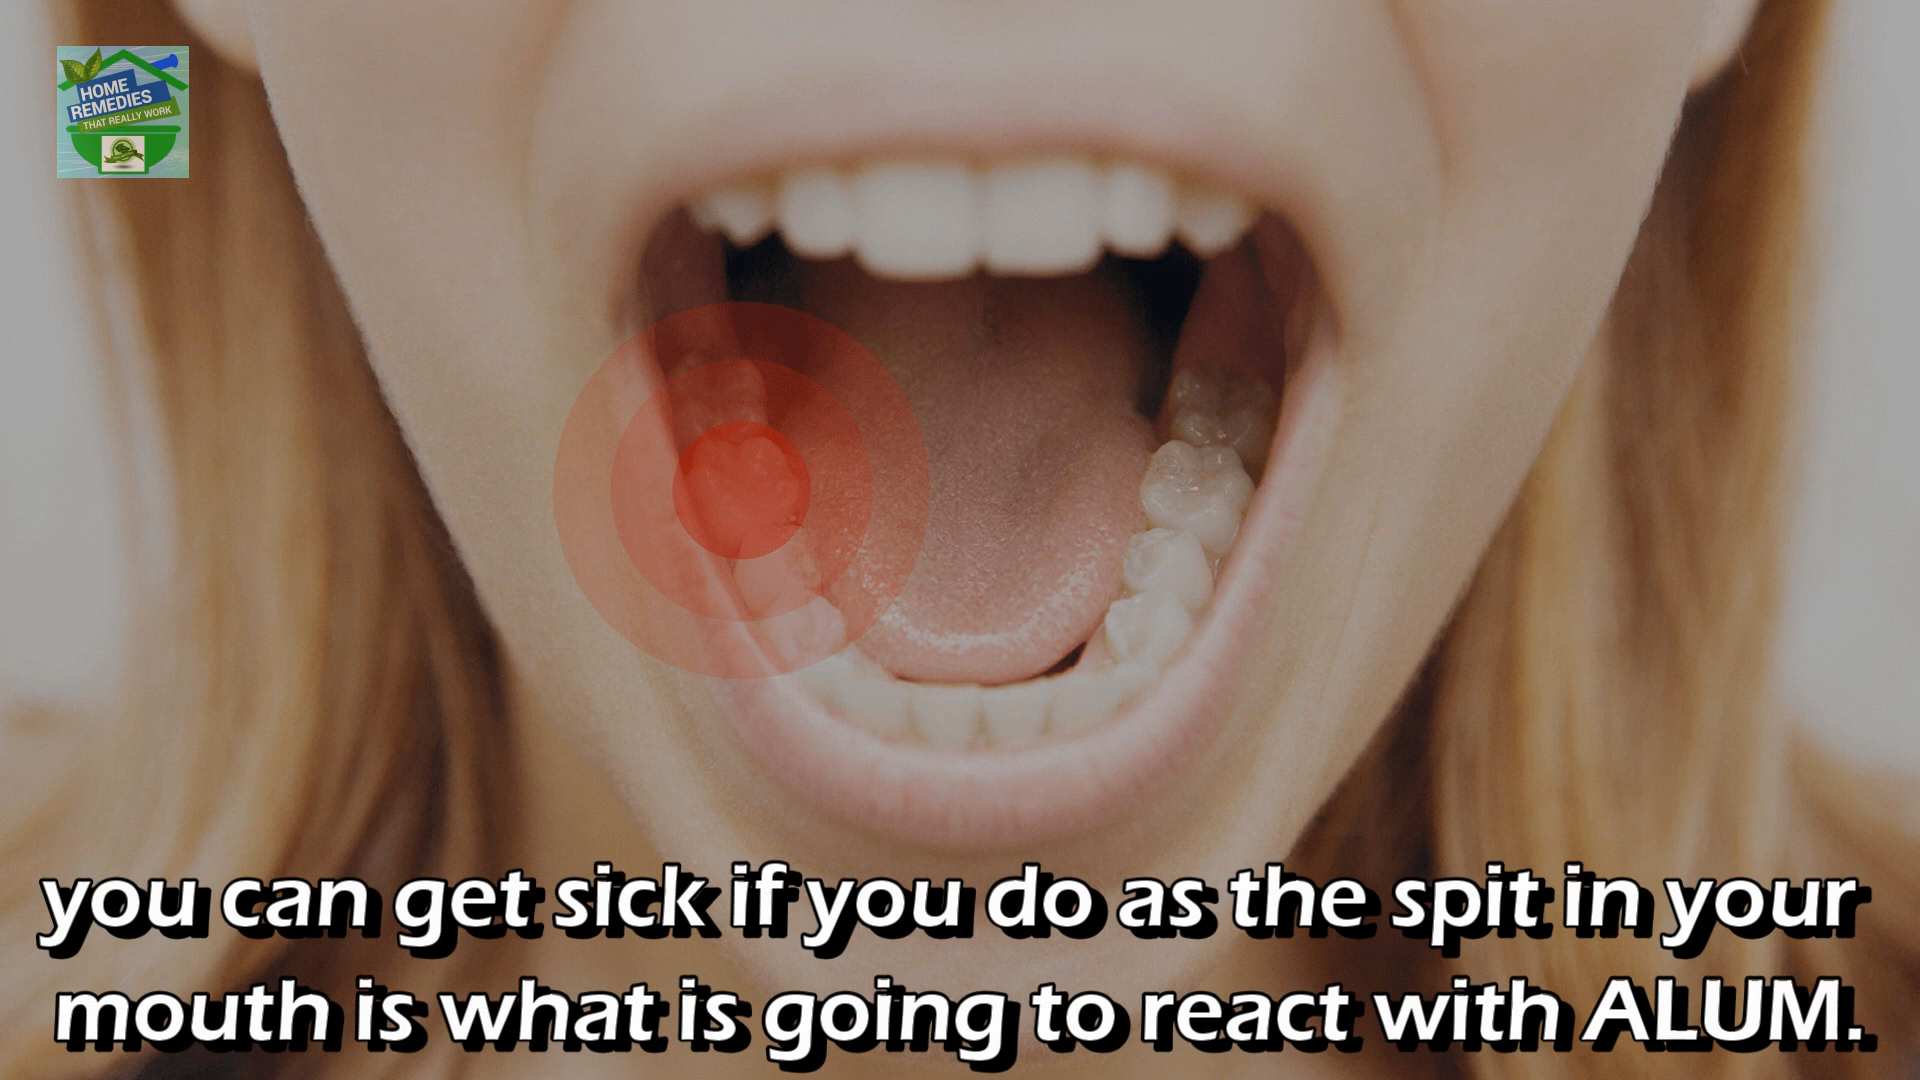 HOME
REMEDIES
THAT REALLY WORK
you can get sick if you do as the spit in your
mouth is what is going to react with ALUM.